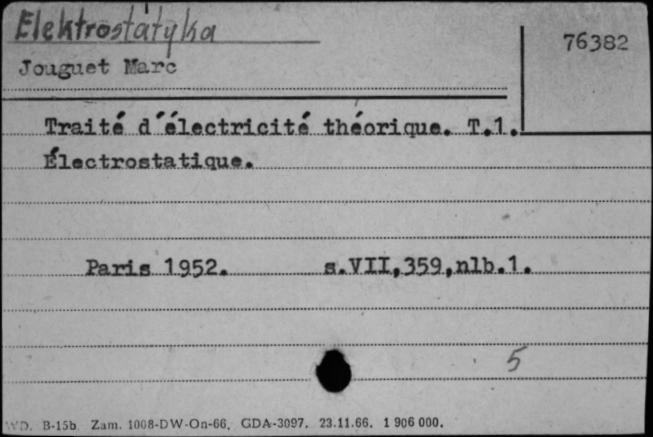 Elektrostatyka
76382
Jouguet Marc
Traité d'électricité théorique. T.1.
Électrostatique.
Paris 1952. s.VII,359,nlb.1.
5
WD. B-15b. Zam. 1008-DW-On-66. GDA-3097. 23.11.66. 1 906 000.